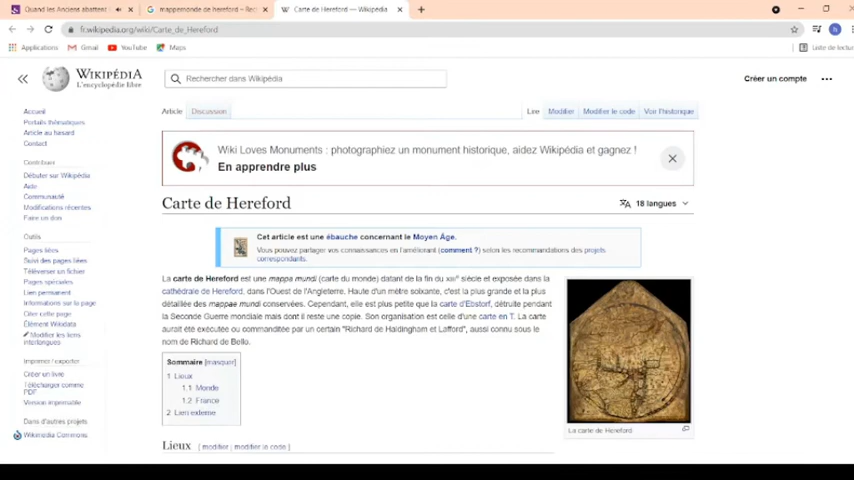 Quand les Anciens abattent l
mappemonde de hereford – Rec
Carte de Hereford — Wikipédia
fr.wikipedia.org/wiki/Carte_de_Hereford
Applications Gmail YouTube Maps
Liste de lectu
WIKIPÉDIA
L'encyclopédie libre
Rechercher dans Wikipédia
Créer un compte
Accueil
Portails thématiques
Article au hasard
Contact
Contribuer
Débuter sur Wikipédia
Aide
Communauté
Modifications récentes
Faire un don
Outils
Pages liées
Suivi des pages liées
Téléverser un fichier
Pages spéciales
Lien permanent
Informations sur la page
Citer cette page
Élément Wikidata
Modifier les liens
interlangues
Imprimer / exporter
Créer un livre
Télécharger comme
PDF
Version imprimable
Dans d'autres projets
Wikimedia Commons
Article Discussion
Lire Modifier Modifier le code Voir l'historique
Wiki Loves Monuments : photographiez un monument historique, aidez Wikipédia et gagnez !
En apprendre plus
Carte de Hereford
18 langues
Cet article est une ébauche concernant le Moyen Âge.
Vous pouvez partager vos connaissances en l'améliorant (comment ?) selon les recommandations des projets
correspondants.
La carte de Hereford est une mappa mundi (carte du monde) datant de la fin du XIIIe siècle et exposée dans la
cathédrale de Hereford, dans l'Ouest de l'Angleterre. Haute d'un mètre soixante, c'est la plus grande et la plus
détaillée des mappae mundi conservées. Cependant, elle est plus petite que la carte d'Ebstorf, détruite pendant
la Seconde Guerre mondiale mais dont il reste une copie. Son organisation est celle d'une carte en T. La carte
aurait été exécutée ou commanditée par un certain "Richard de Haldingham et Lafford", aussi connu sous le
nom de Richard de Bello.
Sommaire [masquer]
1 Lieux
1.1 Monde
1.2 France
2 Lien externe
La carte de Hereford
Lieux [ modifier | modifier le code ]